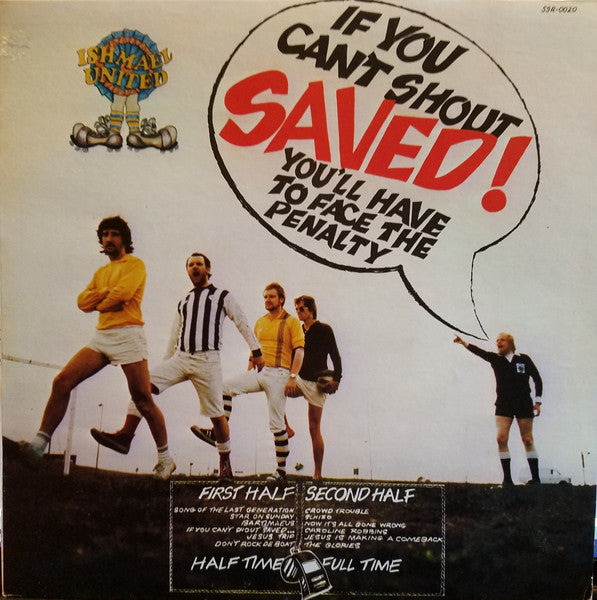 SSR-0020
ISHMAEL
UNITED
IF YOU
CAN'T SHOUT
SAVED!
YOU'LL HAVE
TO FACE THE
PENALTY
FIRST HALF
SONG OF THE LAST GENERATION
STAR ON SUNDAY
BARTIMAEUS
IF YOU CAN'T SHOUT SAVED...
JESUS TRIP
DON'T ROCK DE BOAT
HALF TIME
SECOND HALF
CROWD TROUBLE
SCHIZO
NOW IT'S ALL GONE WRONG
CAROLINE ROBBINS
JESUS IS MAKING A COMEBACK
THE GLORIES
FULL TIME